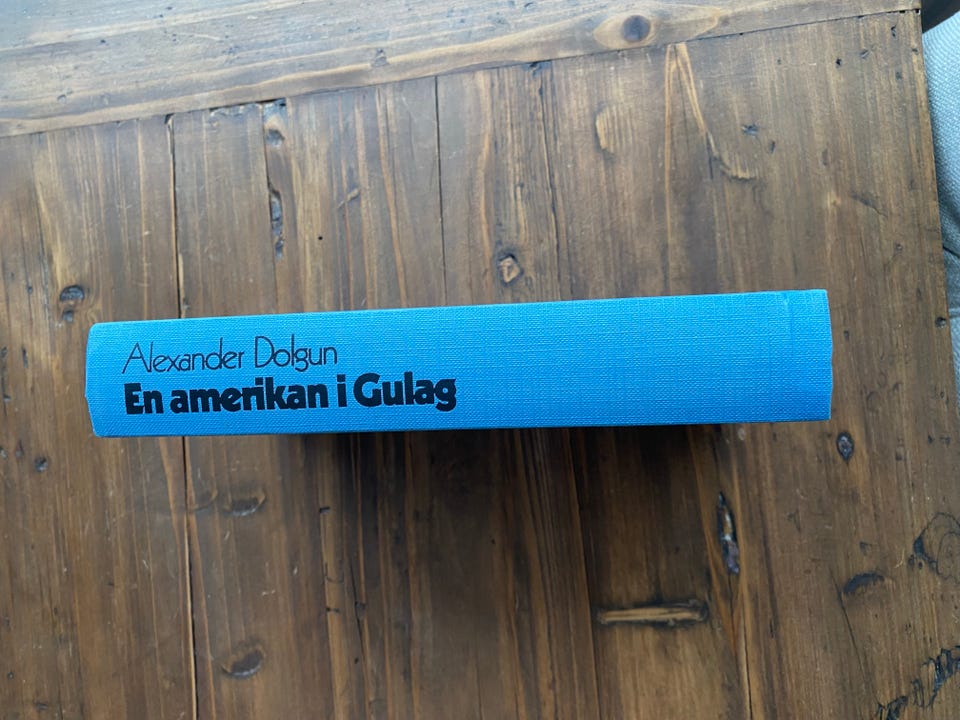 Alexander Dolgun
En amerikan i Gulag